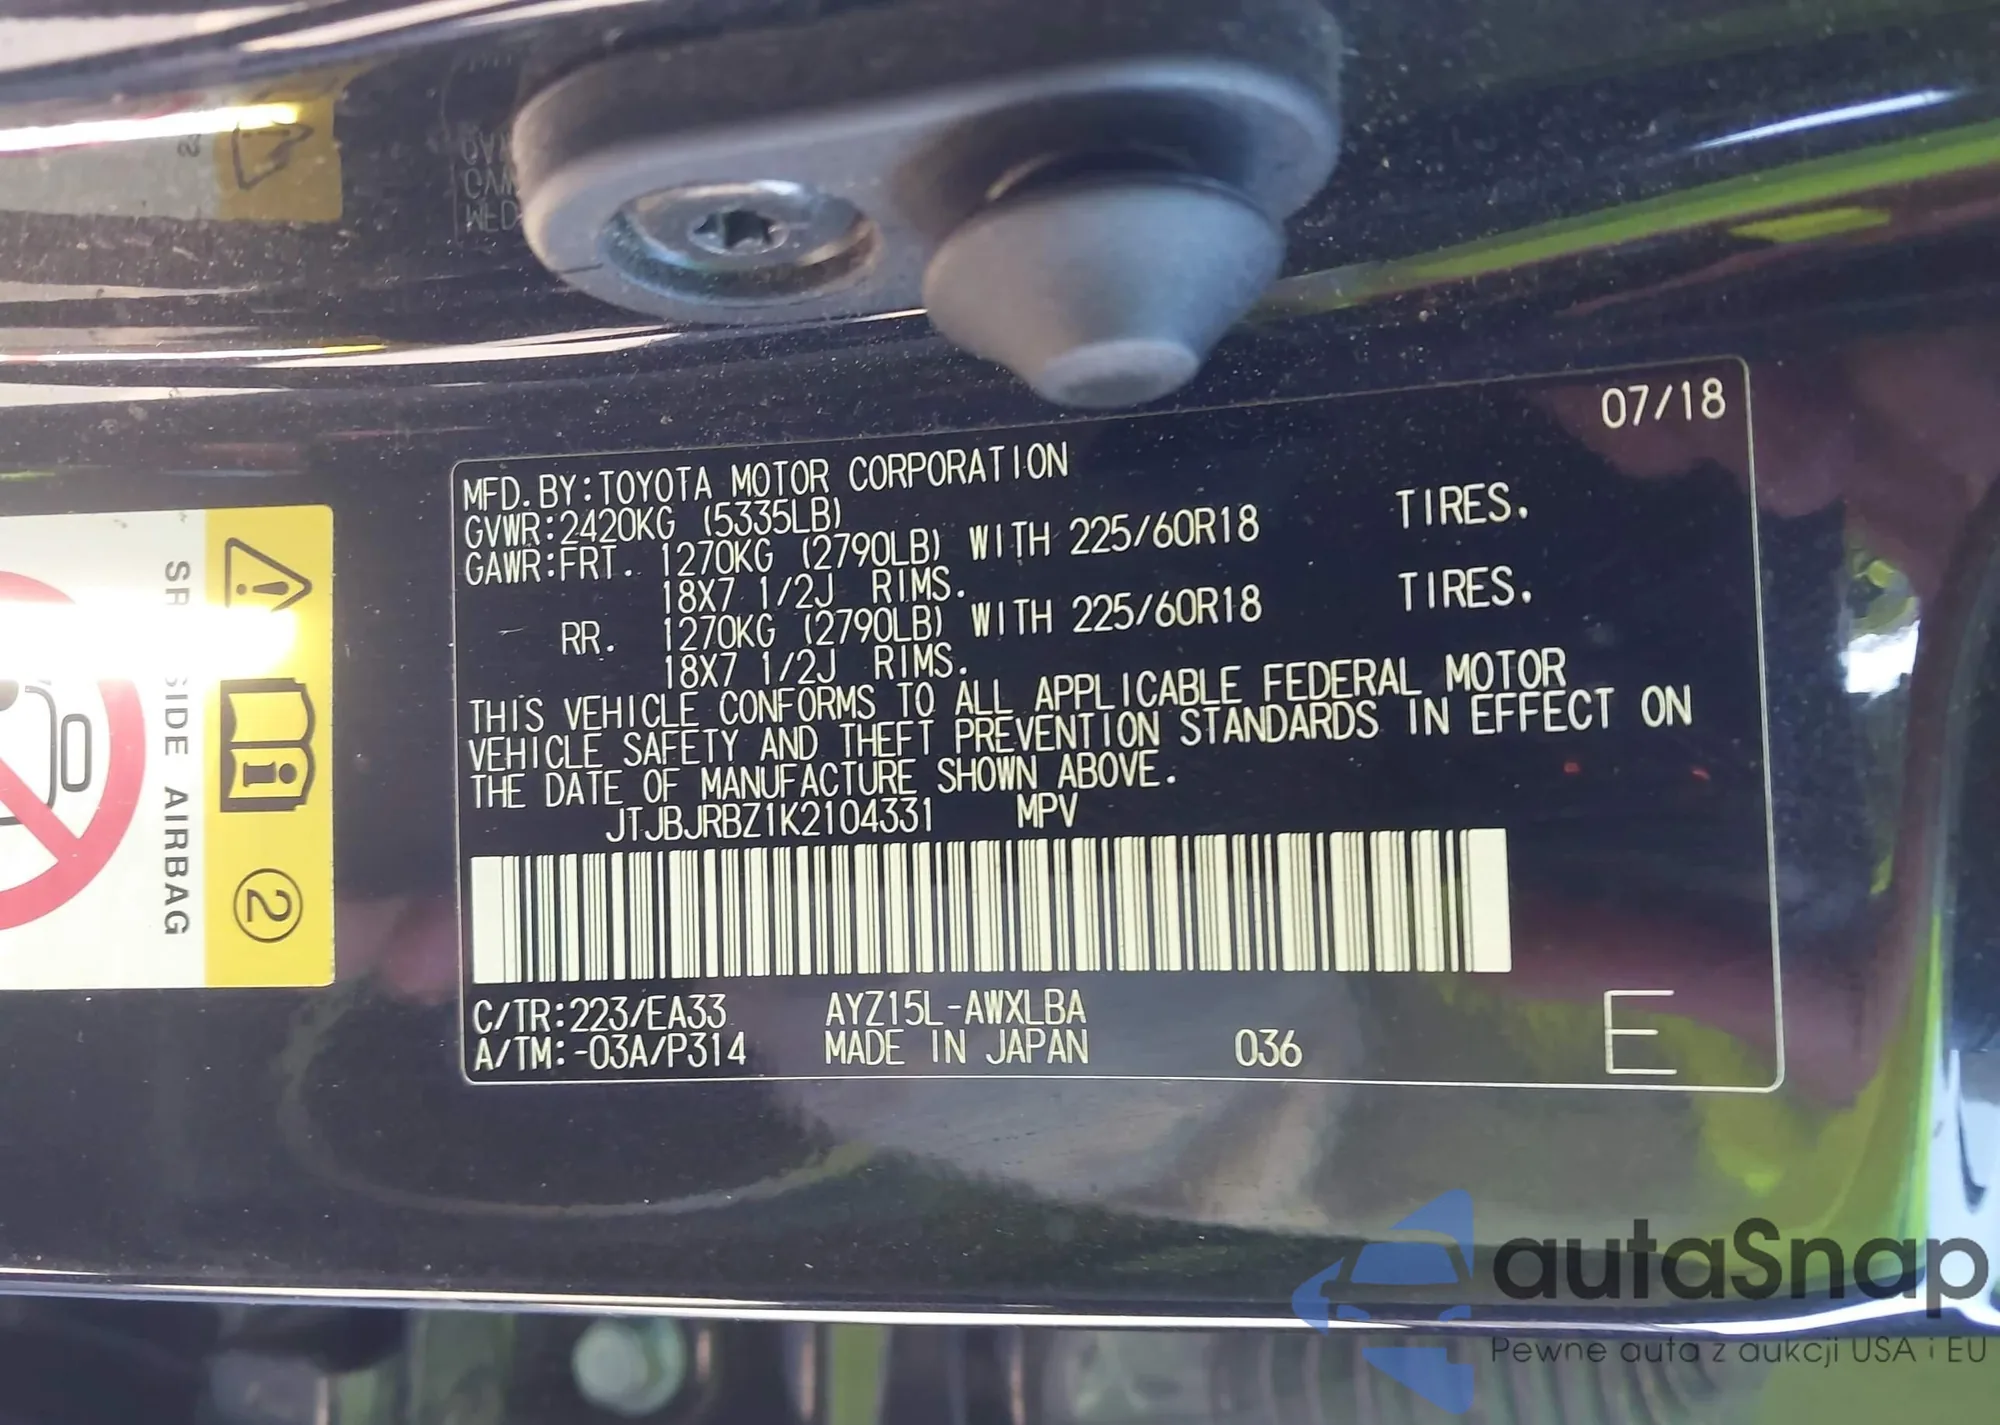 07/18
MFD.BY:TOYOTA MOTOR CORPORATION
GVWR:2420KG (5335LB)
GAWR:FRT. 1270KG (2790LB) WITH 225/60R18 TIRES.
18X7 1/2J RIMS.
RR. 1270KG (2790LB) WITH 225/60R18 TIRES.
18X7 1/2J RIMS.
THIS VEHICLE CONFORMS TO ALL APPLICABLE FEDERAL MOTOR
VEHICLE SAFETY AND THEFT PREVENTION STANDARDS IN EFFECT ON
THE DATE OF MANUFACTURE SHOWN ABOVE.
JTJBJRBZ1K2104331 MPV
C/TR:223/EA33 AYZ15L-AWXLBA
A/TM:-03A/P314 MADE IN JAPAN 036 E
SIDE AIRBAG
2
autaSnap
Pewne auta z aukcji USA i EU